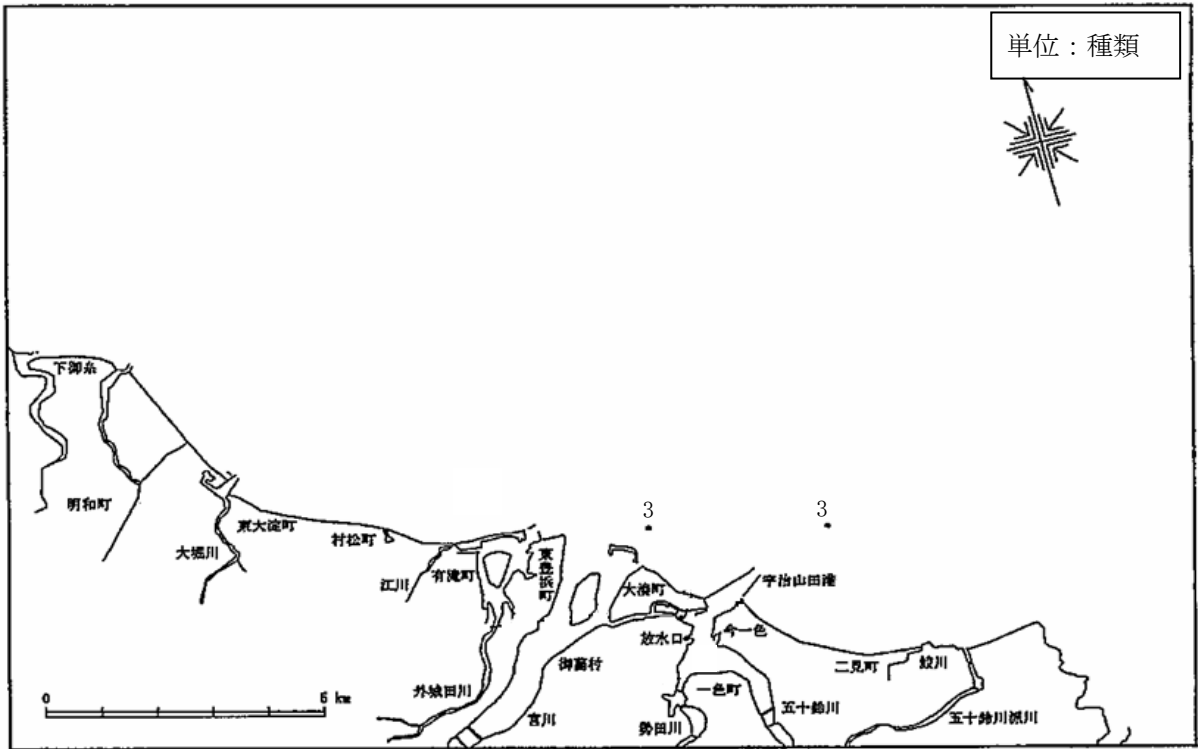 単位：種類
下御糸
明和町
東大淀町
大堀川
村松町
江川
有滝町
東豊浜町
3
3
大湊町
宇治山田港
放水口
今一色
御薗村
二見町
鮫川
外城田川
宮川
一色町
勢田川
五十鈴川
五十鈴川派川
0 6 km